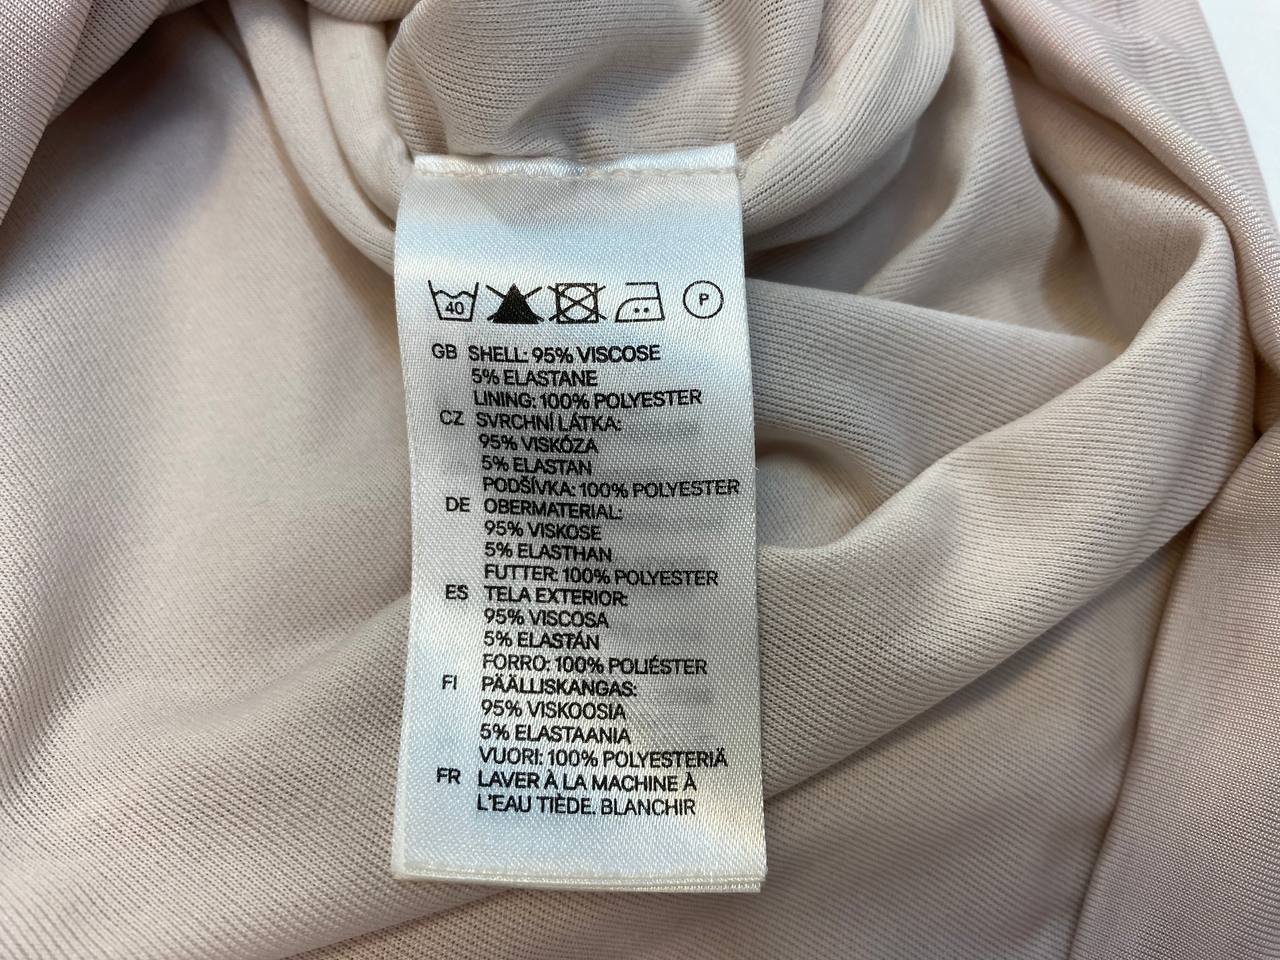 40 P
GB SHELL: 95% VISCOSE
5% ELASTANE
LINING: 100% POLYESTER
CZ SVRCHNÍ LÁTKA:
95% VISKÓZA
5% ELASTAN
PODŠÍVKA: 100% POLYESTER
DE OBERMATERIAL:
95% VISKOSE
5% ELASTHAN
FUTTER: 100% POLYESTER
ES TELA EXTERIOR:
95% VISCOSA
5% ELASTÁN
FORRO: 100% POLIÉSTER
FI PÄÄLLISKANGAS:
95% VISKOOSIA
5% ELASTAANIA
VUORI: 100% POLYESTERIÄ
FR LAVER À LA MACHINE À
L'EAU TIÈDE. BLANCHIR